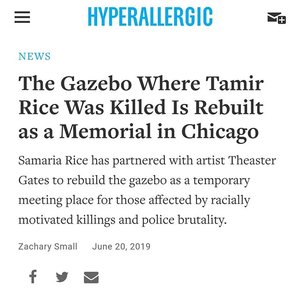 HYPERALLERGIC
NEWS
The Gazebo Where Tamir
Rice Was Killed Is Rebuilt
as a Memorial in Chicago
Samaria Rice has partnered with artist Theaster
Gates to rebuild the gazebo as a temporary
meeting place for those affected by racially
motivated killings and police brutality.
Zachary Small June 20, 2019